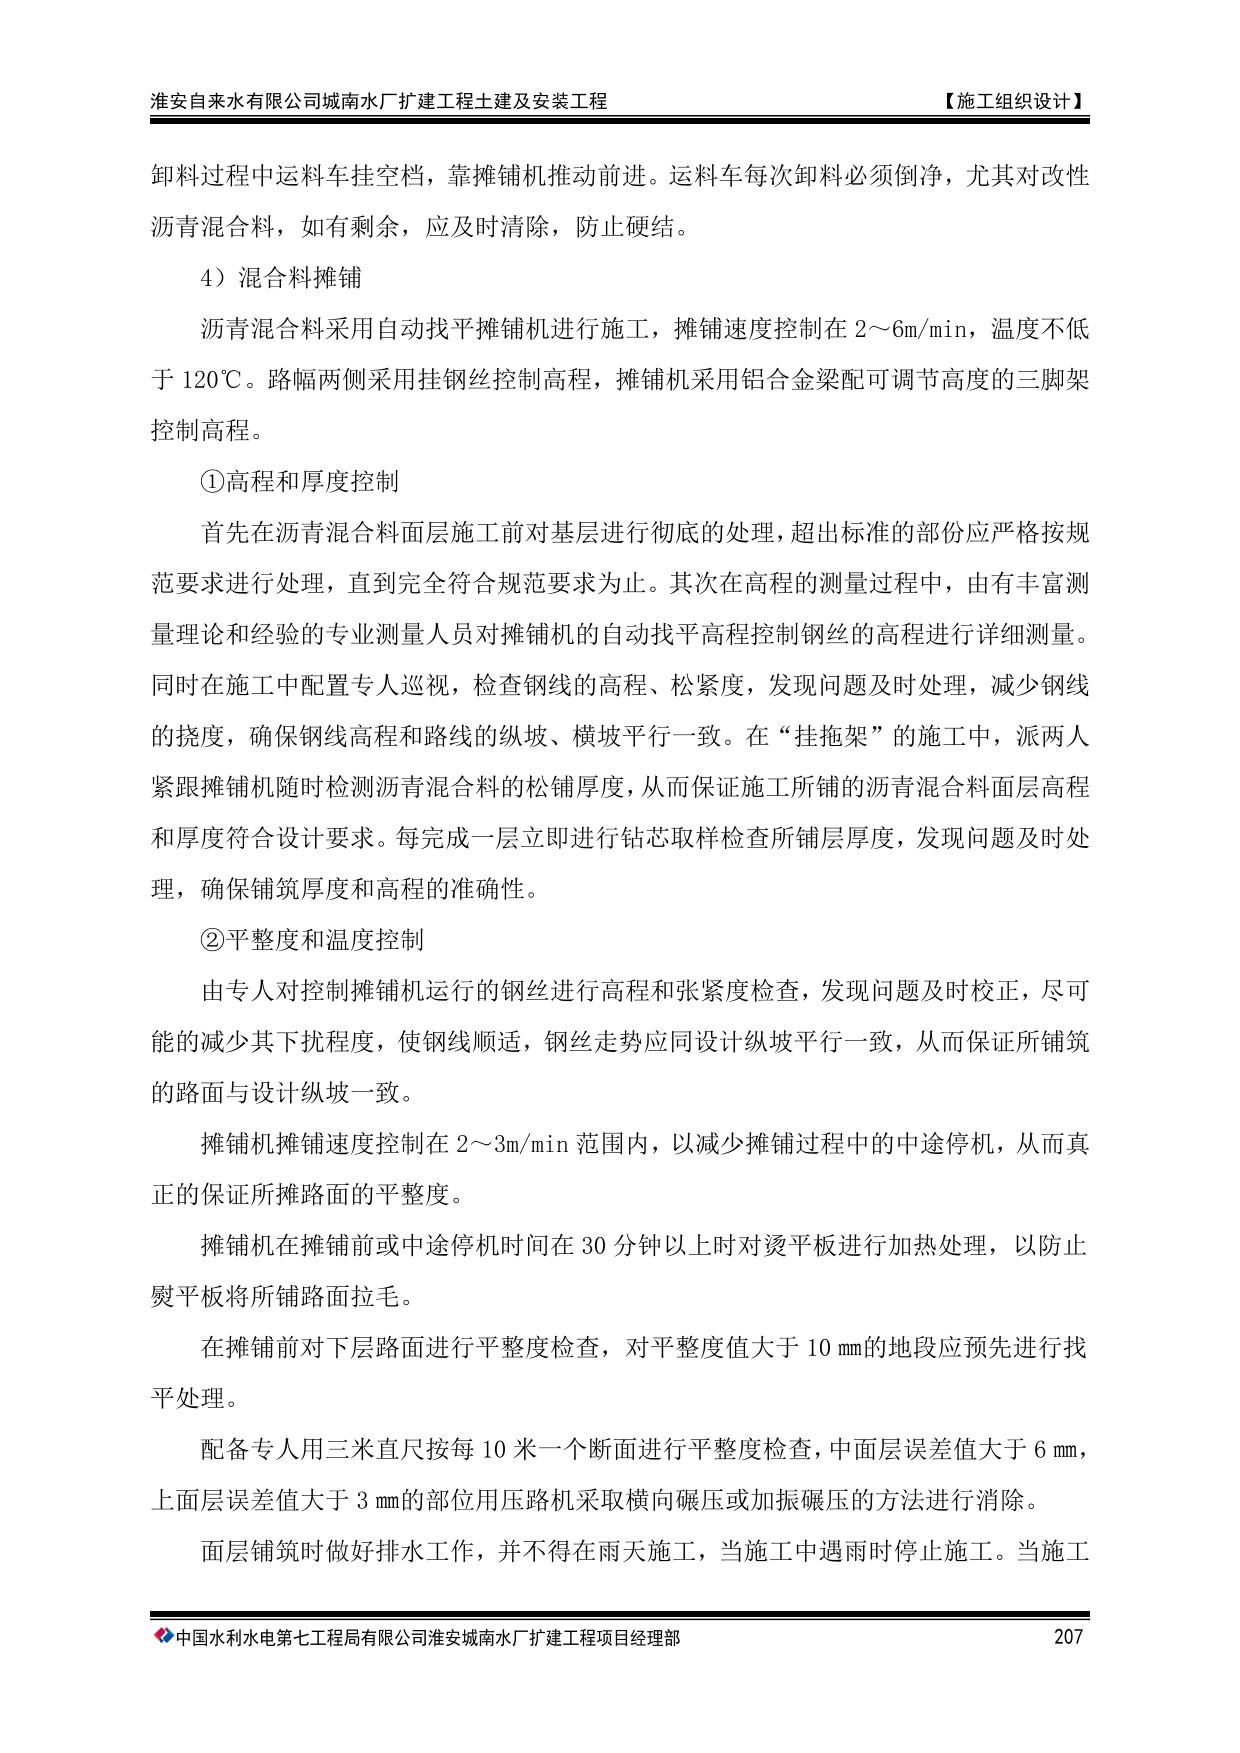 淮安自来水有限公司城南水厂扩建工程土建及安装工程 【施工组织设计】
卸料过程中运料车挂空档，靠摊铺机推动前进。运料车每次卸料必须倒净，尤其对改性
沥青混合料，如有剩余，应及时清除，防止硬结。
4）混合料摊铺
沥青混合料采用自动找平摊铺机进行施工，摊铺速度控制在 2～6m/min，温度不低
于 120℃。路幅两侧采用挂钢丝控制高程，摊铺机采用铝合金梁配可调节高度的三脚架
控制高程。
①高程和厚度控制
首先在沥青混合料面层施工前对基层进行彻底的处理，超出标准的部份应严格按规
范要求进行处理，直到完全符合规范要求为止。其次在高程的测量过程中，由有丰富测
量理论和经验的专业测量人员对摊铺机的自动找平高程控制钢丝的高程进行详细测量。
同时在施工中配置专人巡视，检查钢线的高程、松紧度，发现问题及时处理，减少钢线
的挠度，确保钢线高程和路线的纵坡、横坡平行一致。在“挂拖架”的施工中，派两人
紧跟摊铺机随时检测沥青混合料的松铺厚度，从而保证施工所铺的沥青混合料面层高程
和厚度符合设计要求。每完成一层立即进行钻芯取样检查所铺层厚度，发现问题及时处
理，确保铺筑厚度和高程的准确性。
②平整度和温度控制
由专人对控制摊铺机运行的钢丝进行高程和张紧度检查，发现问题及时校正，尽可
能的减少其下扰程度，使钢线顺适，钢丝走势应同设计纵坡平行一致，从而保证所铺筑
的路面与设计纵坡一致。
摊铺机摊铺速度控制在 2～3m/min 范围内，以减少摊铺过程中的中途停机，从而真
正的保证所摊路面的平整度。
摊铺机在摊铺前或中途停机时间在 30 分钟以上时对烫平板进行加热处理，以防止
熨平板将所铺路面拉毛。
在摊铺前对下层路面进行平整度检查，对平整度值大于 10 ㎜的地段应预先进行找
平处理。
配备专人用三米直尺按每 10 米一个断面进行平整度检查，中面层误差值大于 6 ㎜，
上面层误差值大于 3 ㎜的部位用压路机采取横向碾压或加振碾压的方法进行消除。
面层铺筑时做好排水工作，并不得在雨天施工，当施工中遇雨时停止施工。当施工
中国水利水电第七工程局有限公司淮安城南水厂扩建工程项目经理部 207